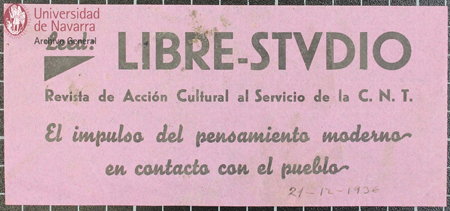 Universidad
de Navarra
Archivo General
Leed:
LIBRE-STVDIO
Revista de Acción Cultural al Servicio de la C. N. T.
El impulso del pensamiento moderno
en contacto con el pueblo
21-12-1936